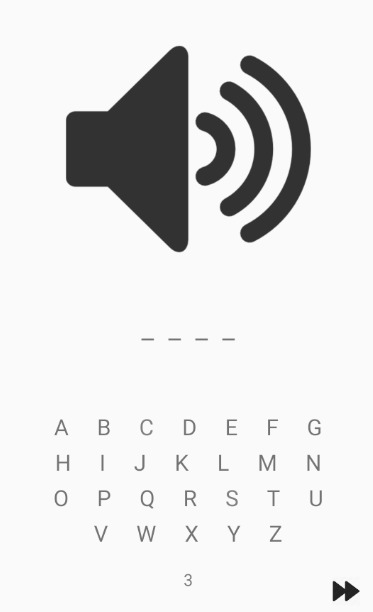 _ _ _ _
A B C D E F G
H I J K L M N
O P Q R S T U
V W X Y Z
3